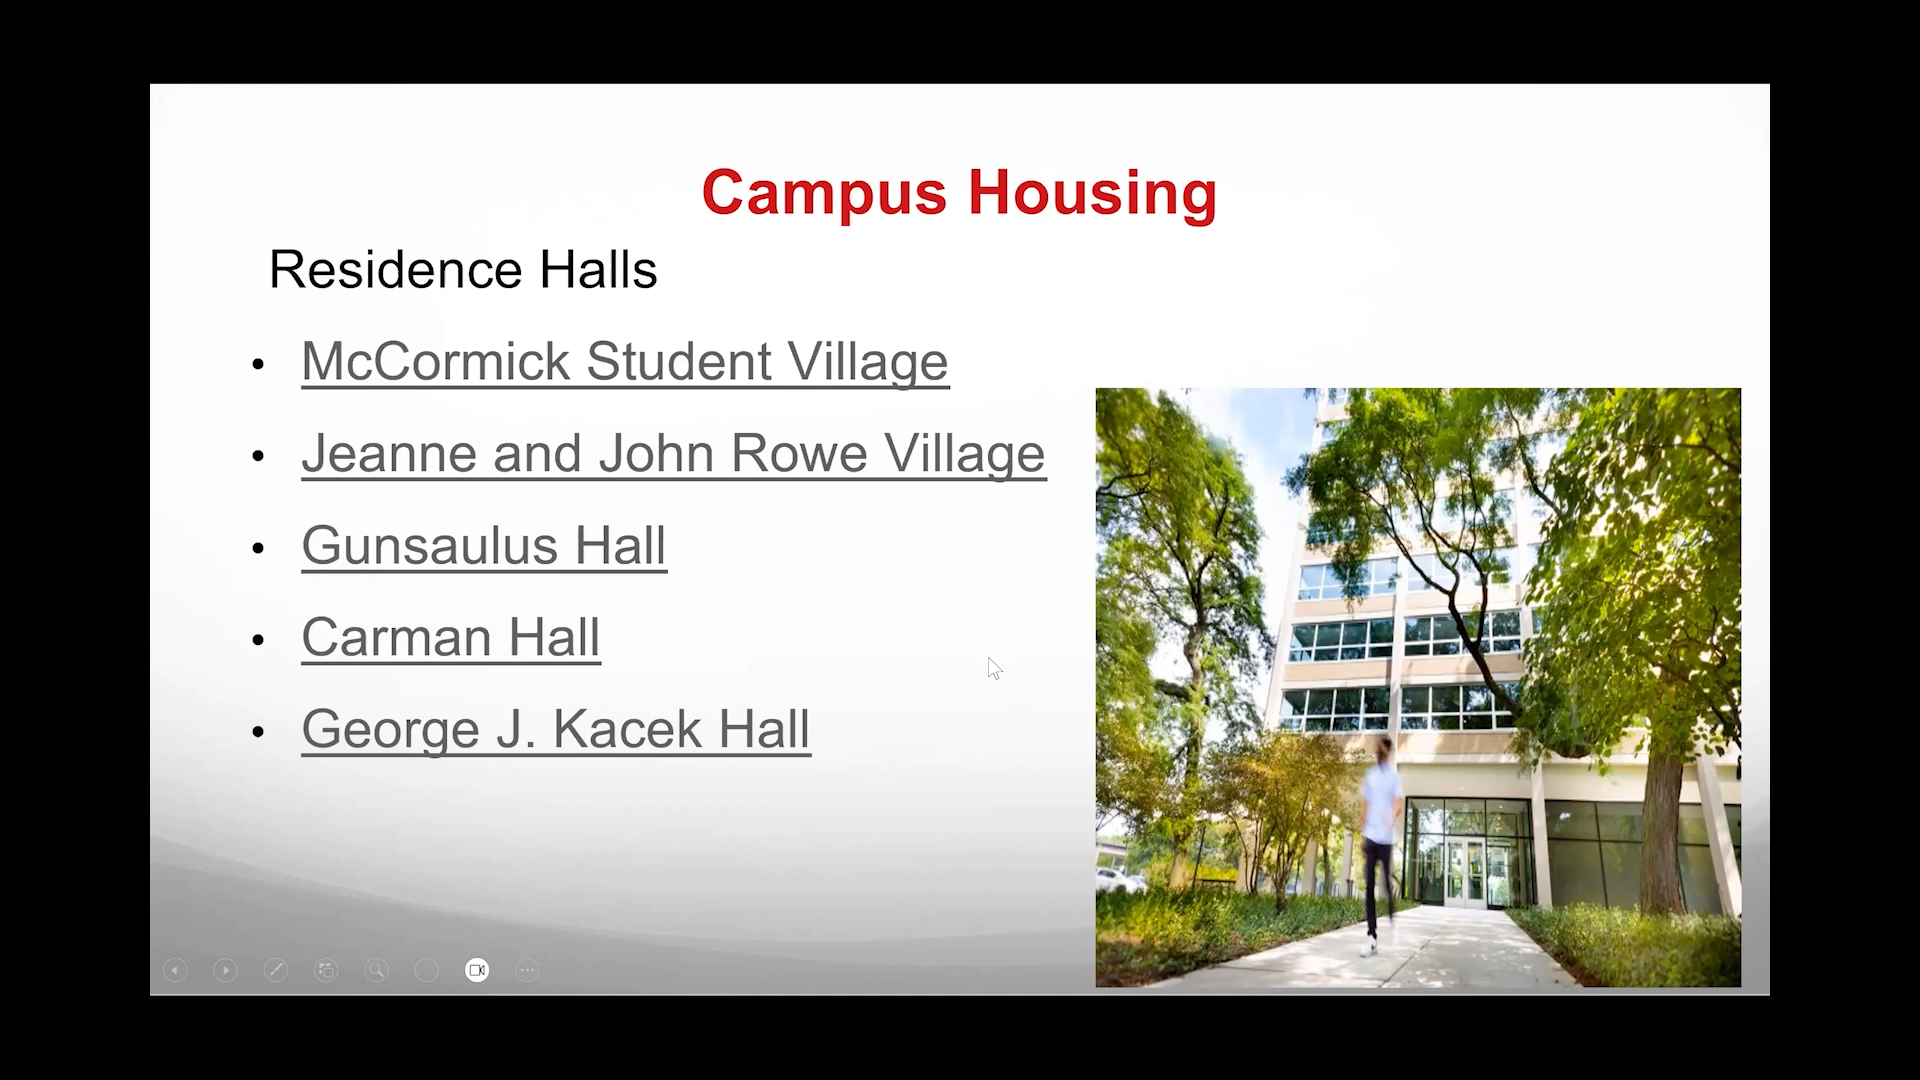 Campus Housing
Residence Halls
McCormick Student Village
Jeanne and John Rowe Village
Gunsaulus Hall
Carman Hall
George J. Kacek Hall